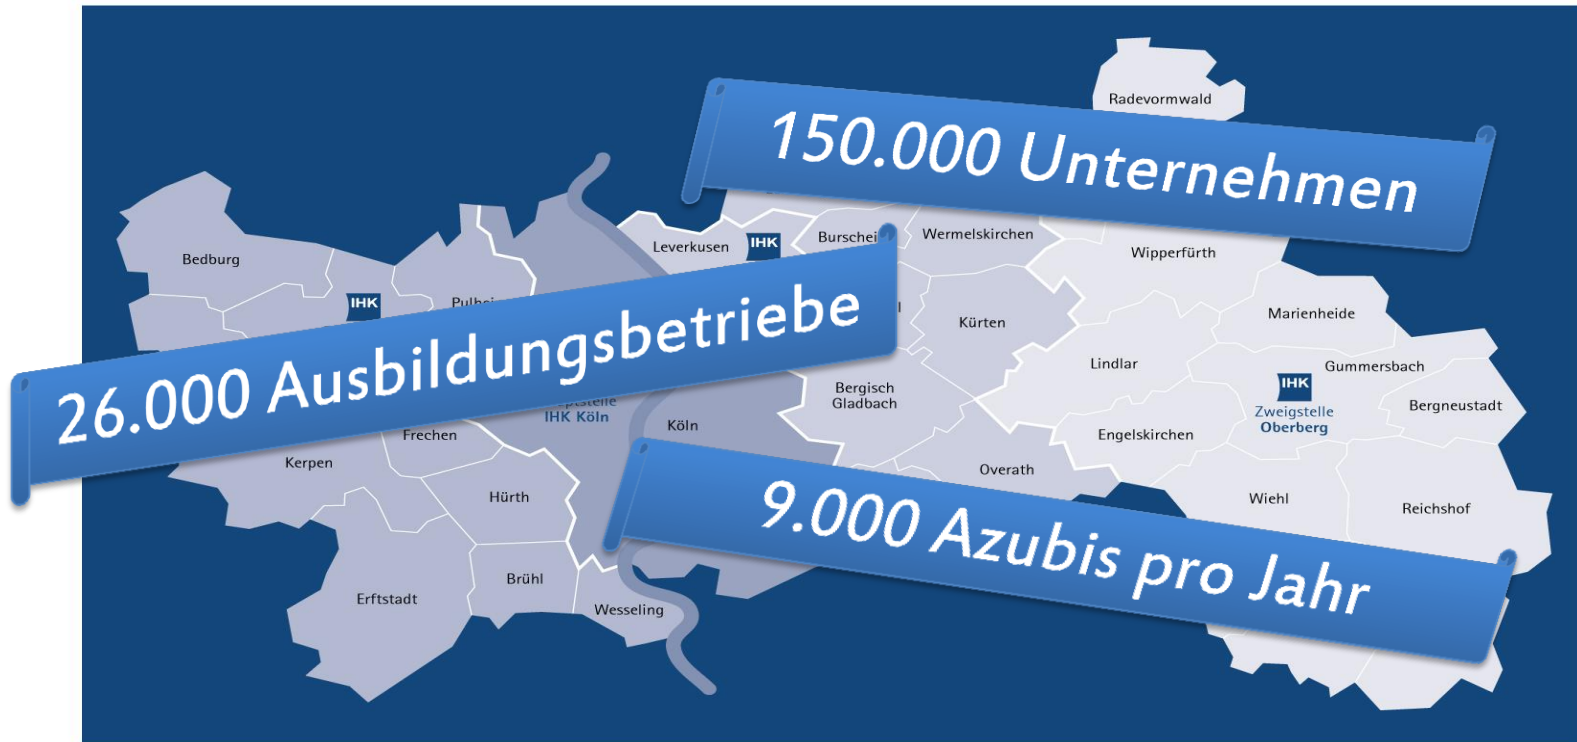 Radevormwald
150.000 Unternehmen
Leverkusen
IHK
Wermelskirchen
Wipperfürth
Bedburg
IHK
Kürten
Marienheide
26.000 Ausbildungsbetriebe
Lindlar
Gummersbach
IHK
Zweigstelle
Oberberg
Bergneustadt
Bergisch
Gladbach
IHK Köln
Köln
Frechen
Engelskirchen
Kerpen
Overath
Hürth
Wiehl
Reichshof
9.000 Azubis pro Jahr
Brühl
Erftstadt
Wesseling